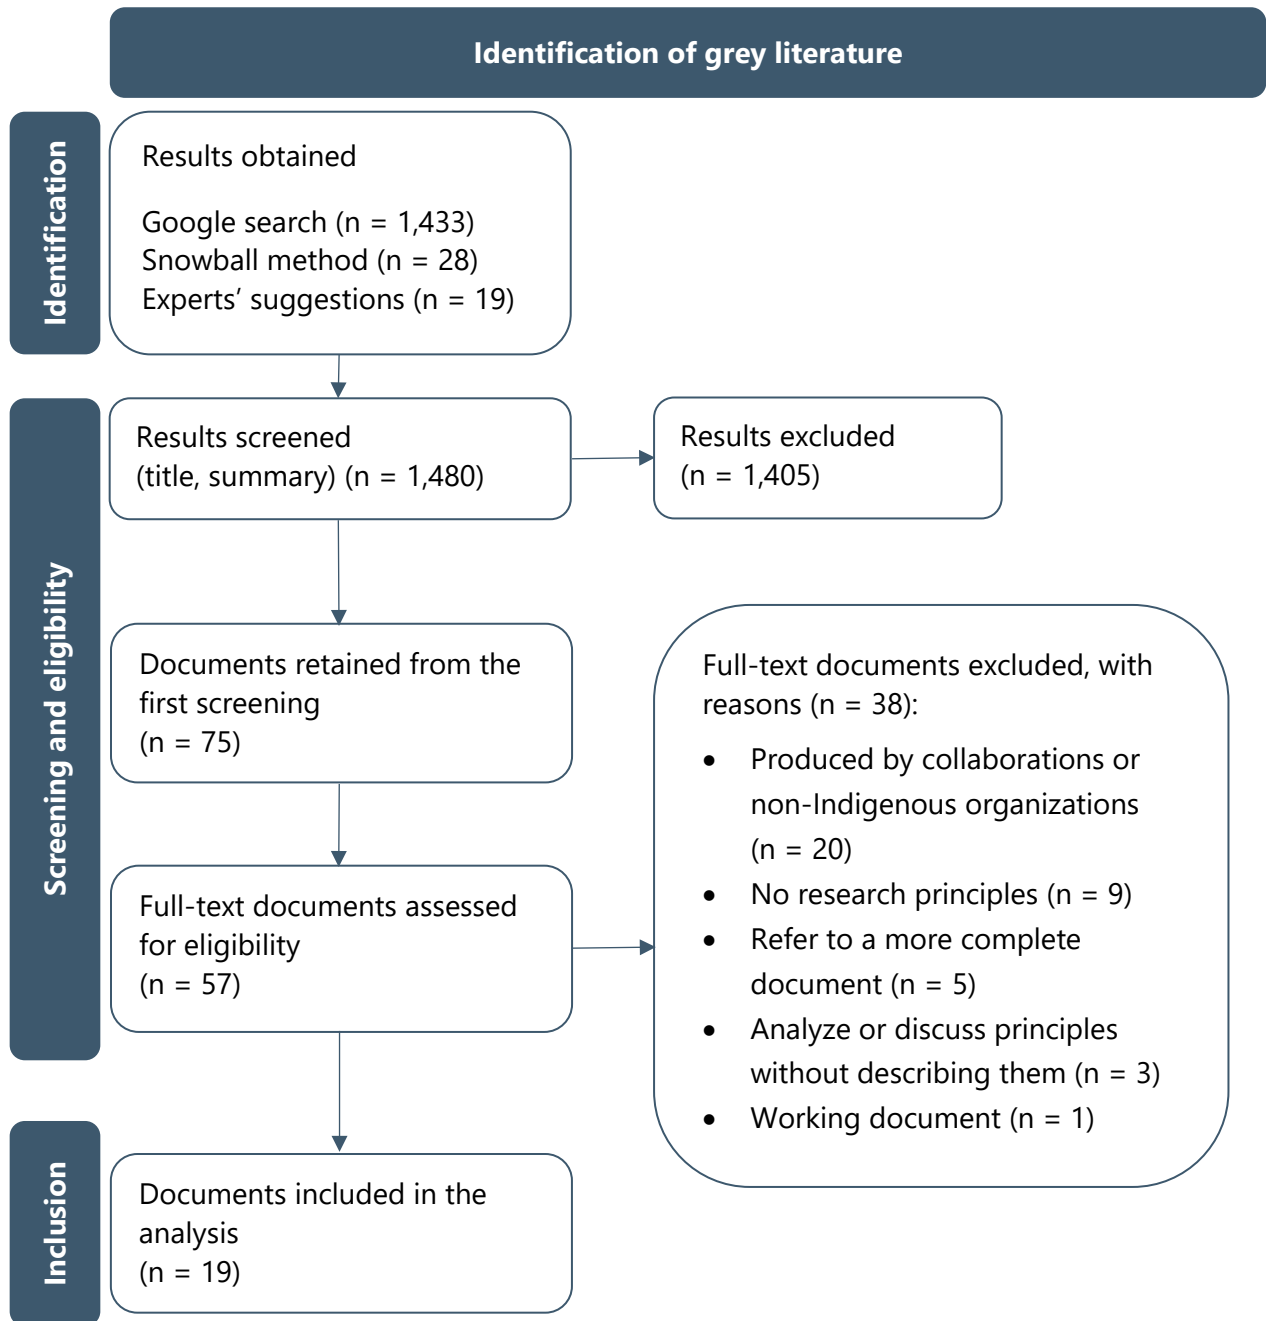 Identification of grey literature
Identification
Results obtained
Google search (n = 1,433)
Snowball method (n = 28)
Experts’ suggestions (n = 19)
Screening and eligibility
Results screened
(title, summary) (n = 1,480)
Results excluded
(n = 1,405)
Documents retained from the
first screening
(n = 75)
Full-text documents assessed
for eligibility
(n = 57)
Full-text documents excluded, with
reasons (n = 38):
• Produced by collaborations or
non-Indigenous organizations
(n = 20)
• No research principles (n = 9)
• Refer to a more complete
document (n = 5)
• Analyze or discuss principles
without describing them (n = 3)
• Working document (n = 1)
Inclusion
Documents included in the
analysis
(n = 19)